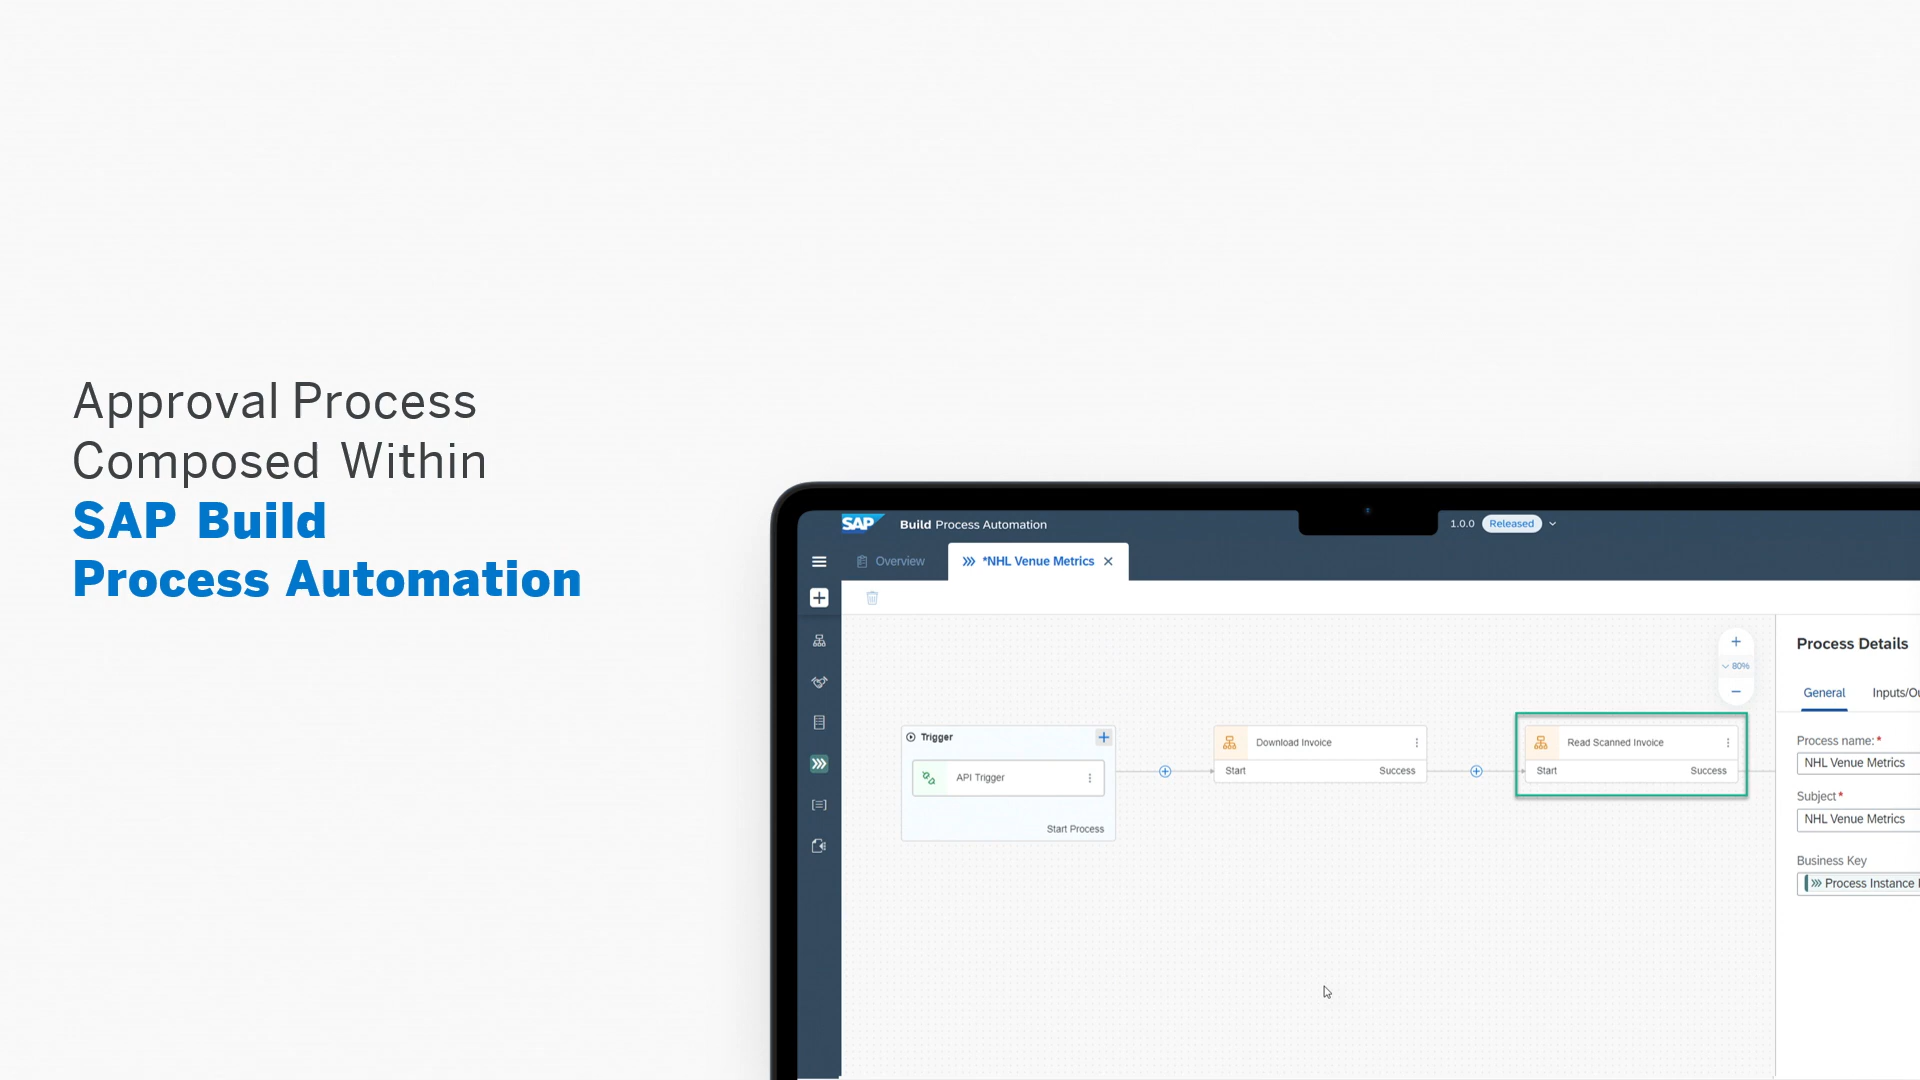 Approval Process
Composed Within
SAP Build
Process Automation
SAP Build Process Automation
1.0.0 Released
Overview
*NHL Venue Metrics
80%
Process Details
General Inputs/Ou
Trigger
API Trigger
Start Process
Download Invoice
Start Success
Read Scanned Invoice
Start Success
Process name:*
NHL Venue Metrics
Subject*
NHL Venue Metrics
Business Key
Process Instance